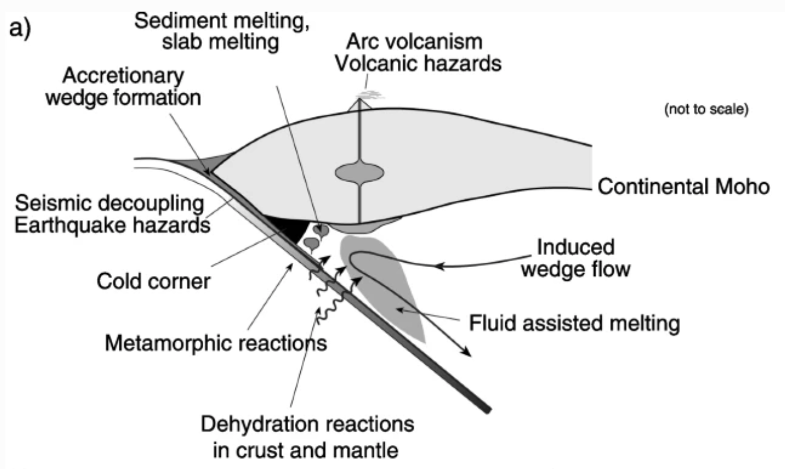 a)
Sediment melting,
slab melting
Arc volcanism
Volcanic hazards
Accretionary
wedge formation
(not to scale)
Continental Moho
Seismic decoupling
Earthquake hazards
Induced
wedge flow
Cold corner
Fluid assisted melting
Metamorphic reactions
Dehydration reactions
in crust and mantle